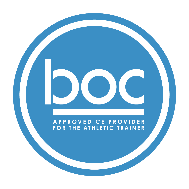 boc
APPROVED CE PROVIDER
FOR THE ATHLETIC TRAINER